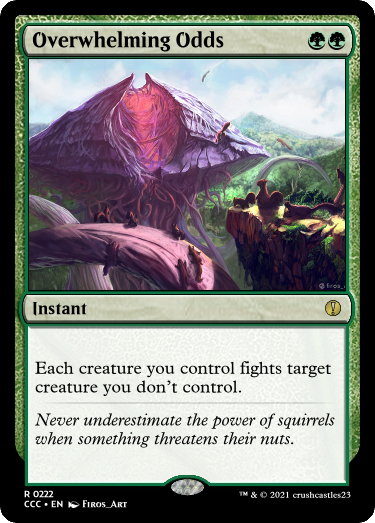 Overwhelming Odds
Instant
Each creature you control fights target
creature you don't control.
Never underestimate the power of squirrels
when something threatens their nuts.
R 0222
CCC • EN Firos_Art
™ & © 2021 crushcastles23